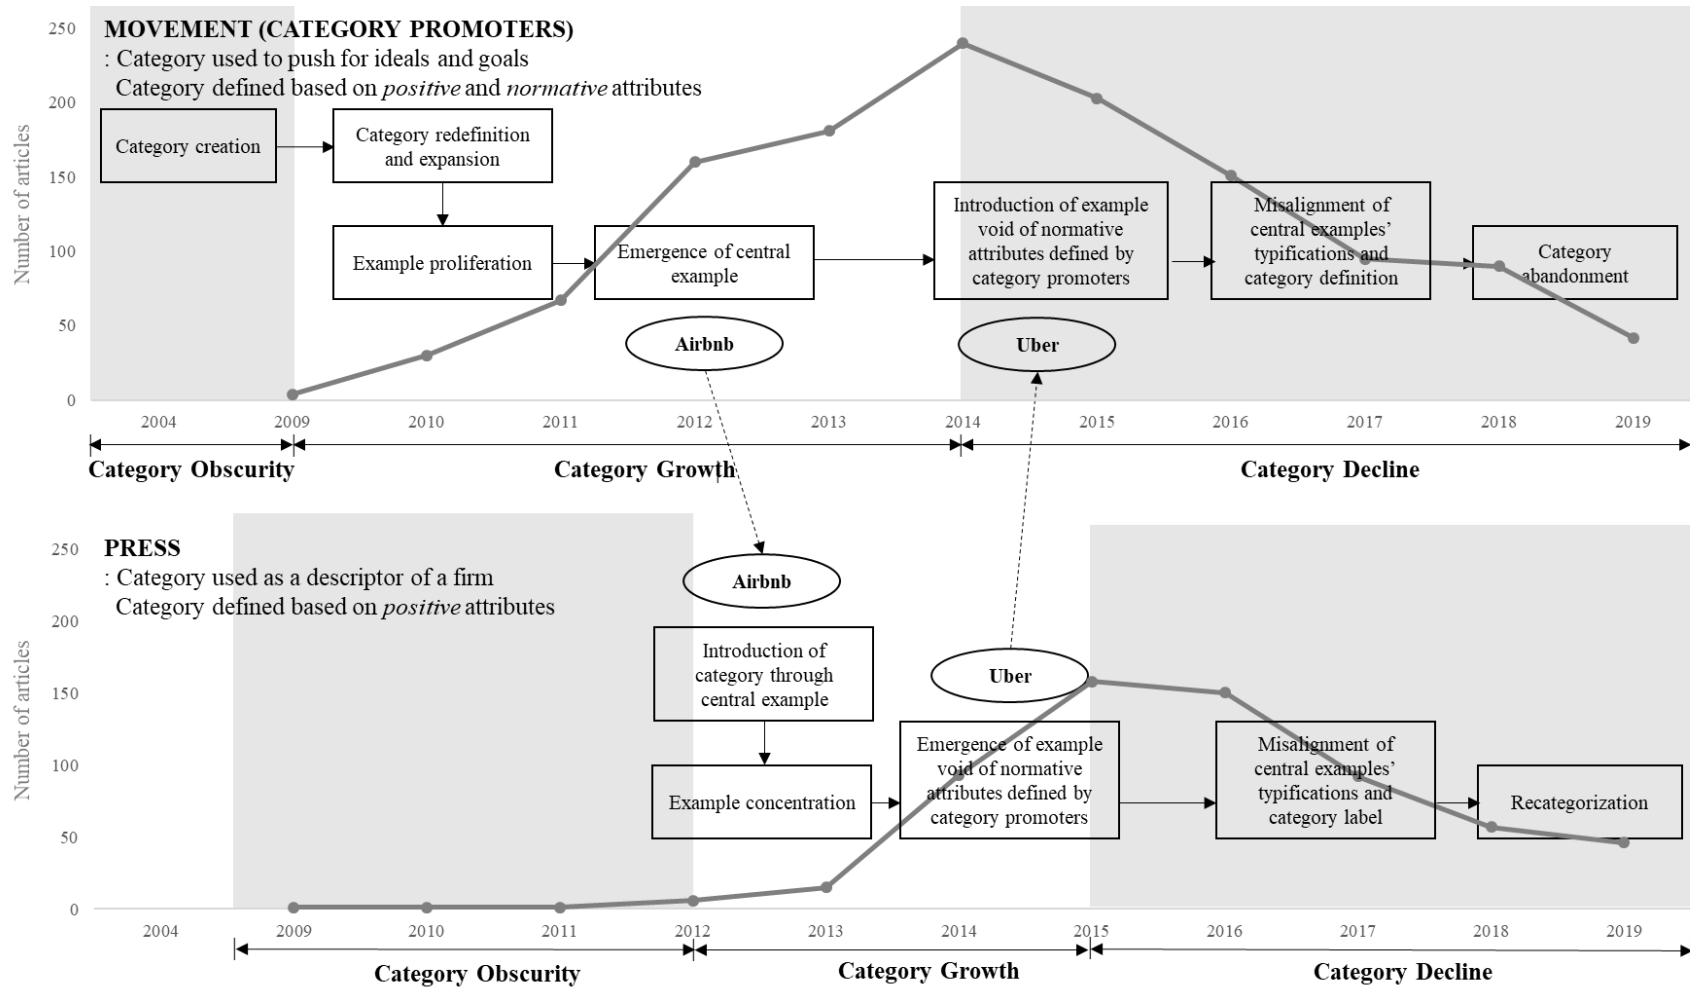 MOVEMENT (CATEGORY PROMOTERS)
: Category used to push for ideals and goals
Category defined based on positive and normative attributes
Number of articles
250
200
150
100
50
0
Category creation
Category redefinition
and expansion
Example proliferation
Emergence of central
example
Introduction of example
void of normative
attributes defined by
category promoters
Misalignment of
central examples’
typifications and
category definition
Category
abandonment
Airbnb
Uber
2004
2009
2010
2011
2012
2013
2014
2015
2016
2017
2018
2019
Category Obscurity
Category Growth
Category Decline
PRESS
: Category used as a descriptor of a firm
Category defined based on positive attributes
Number of articles
250
200
150
100
50
0
Airbnb
Introduction of
category through
central example
Uber
Example concentration
Emergence of example
void of normative
attributes defined by
category promoters
Misalignment of
central examples’
typifications and
category label
Recategorization
2004
2009
2010
2011
2012
2013
2014
2015
2016
2017
2018
2019
Category Obscurity
Category Growth
Category Decline